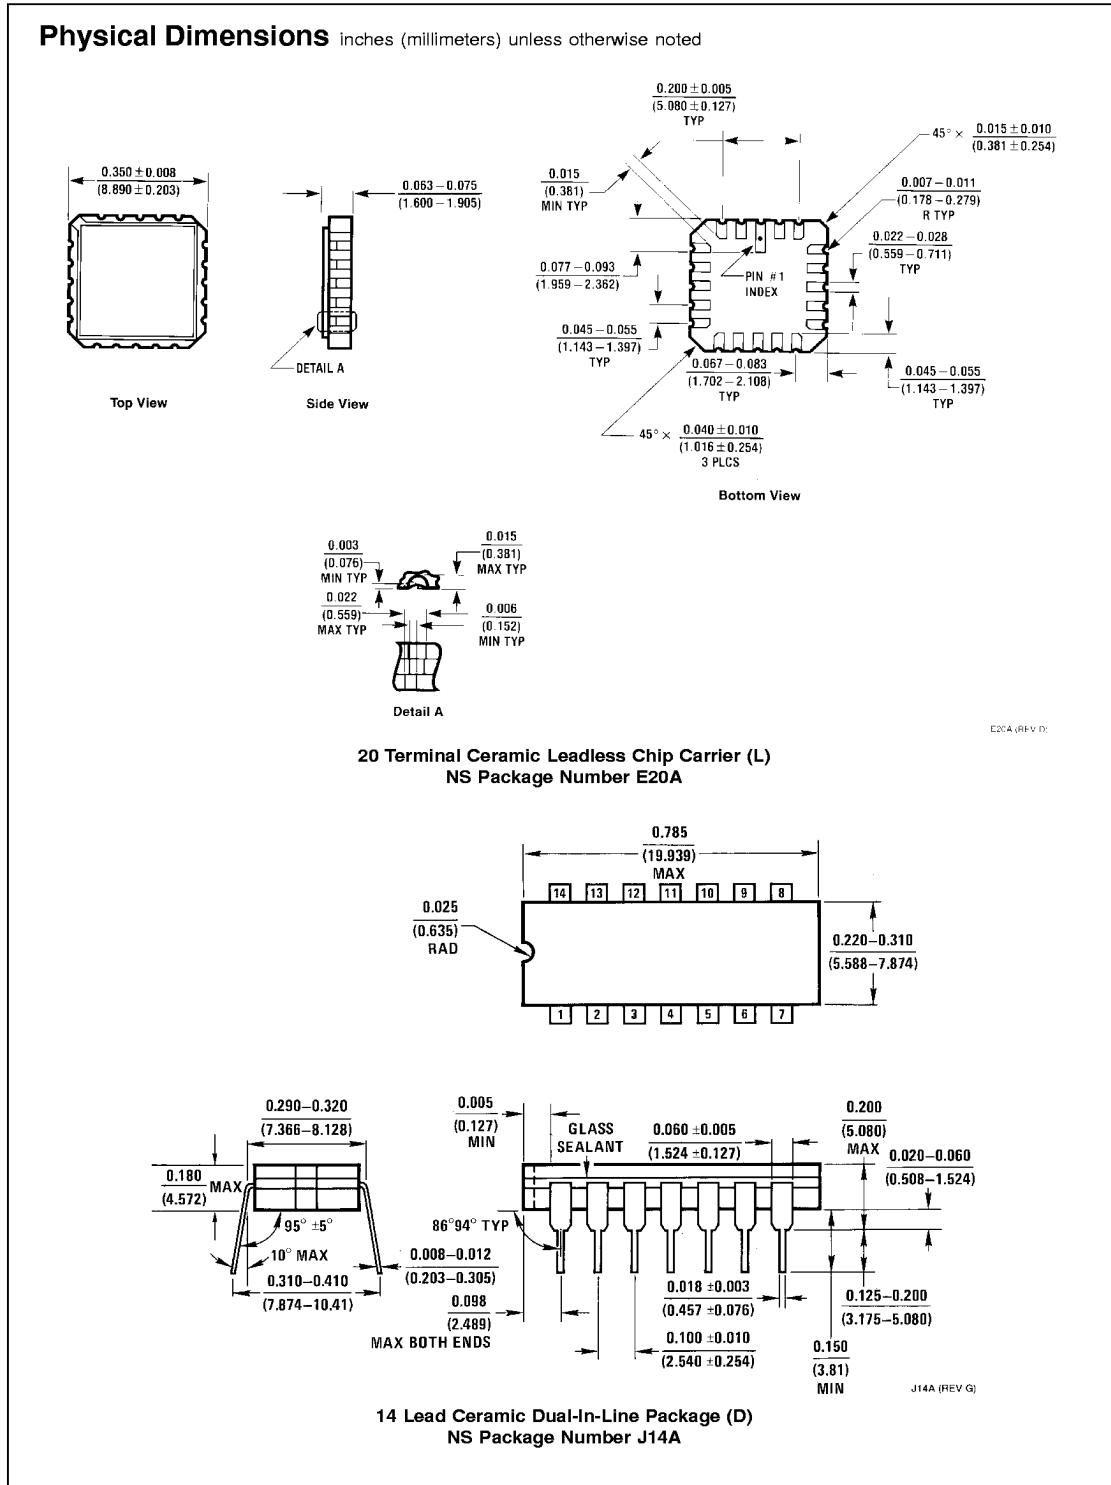 Physical Dimensions inches (millimeters) unless otherwise noted
0.350 ± 0.008
(8.890 ± 0.203)
Top View
0.063 – 0.075
(1.600 – 1.905)
DETAIL A
Side View
0.200 ± 0.005
(5.080 ± 0.127)
TYP
0.015
(0.381)
MIN TYP
45° × 0.015 ± 0.010
(0.381 ± 0.254)
0.007 – 0.011
(0.178 – 0.279)
R TYP
0.022 – 0.028
(0.559 – 0.711)
TYP
0.077 – 0.093
(1.959 – 2.362)
PIN #1
INDEX
0.045 – 0.055
(1.143 – 1.397)
TYP
0.067 – 0.083
(1.702 – 2.108)
TYP
0.045 – 0.055
(1.143 – 1.397)
TYP
45° × 0.040 ± 0.010
(1.016 ± 0.254)
3 PLCS
Bottom View
0.003
(0.076)
MIN TYP
0.015
(0.381)
MAX TYP
0.022
(0.559)
MAX TYP
0.006
(0.152)
MIN TYP
Detail A
E20A (REV D)
20 Terminal Ceramic Leadless Chip Carrier (L)
NS Package Number E20A
0.785
(19.939)
MAX
14 13 12 11 10 9 8
0.025
(0.635)
RAD
0.220–0.310
(5.588–7.874)
1 2 3 4 5 6 7
0.290–0.320
(7.366–8.128)
0.180
(4.572)
MAX
95° ±5°
10° MAX
0.008–0.012
(0.203–0.305)
0.310–0.410
(7.874–10.41)
0.005
(0.127)
MIN
GLASS
SEALANT
0.060 ±0.005
(1.524 ±0.127)
0.200
(5.080)
MAX
0.020–0.060
(0.508–1.524)
86°94° TYP
0.018 ±0.003
(0.457 ±0.076)
0.125–0.200
(3.175–5.080)
0.098
(2.489)
MAX BOTH ENDS
0.100 ±0.010
(2.540 ±0.254)
0.150
(3.81)
MIN
J14A (REV G)
14 Lead Ceramic Dual-In-Line Package (D)
NS Package Number J14A